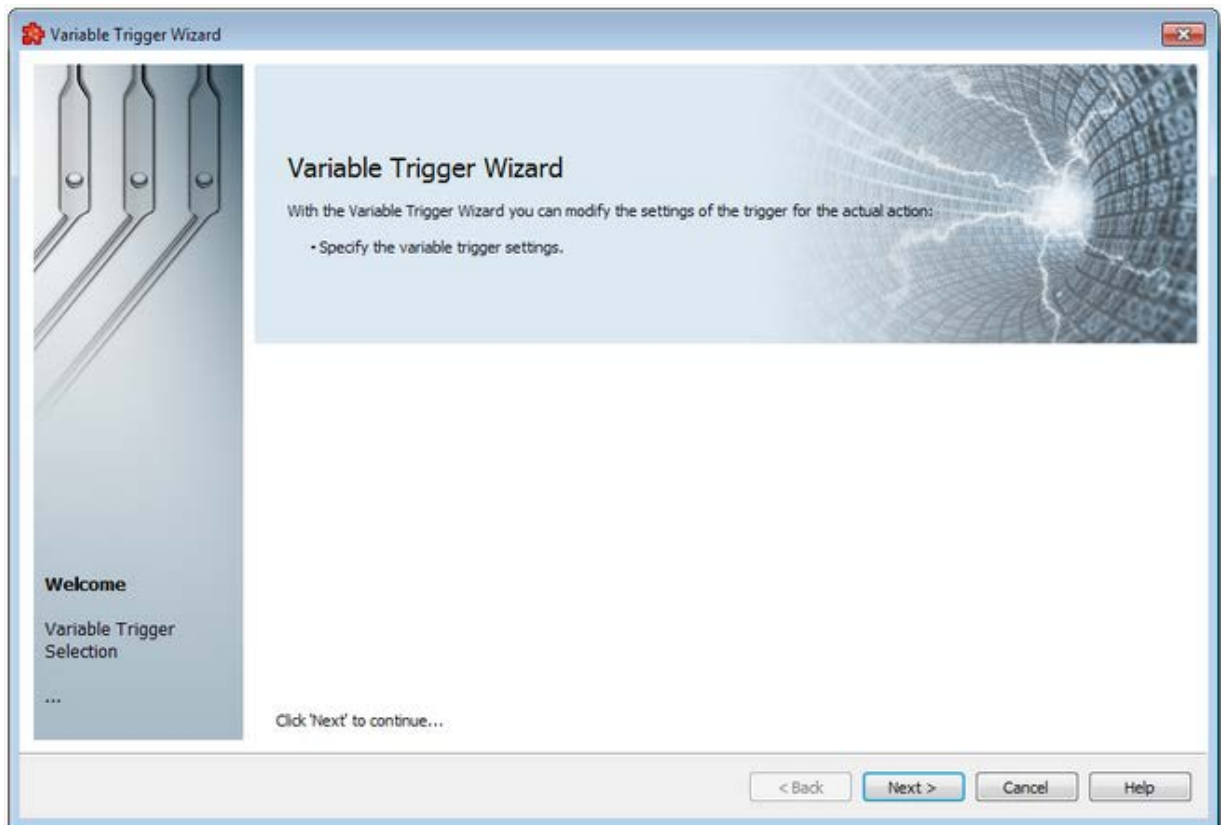 Variable Trigger Wizard
Variable Trigger Wizard
With the Variable Trigger Wizard you can modify the settings of the trigger for the actual action:
• Specify the variable trigger settings.
Welcome
Variable Trigger
Selection
...
Click 'Next' to continue...
< Back
Next >
Cancel
Help